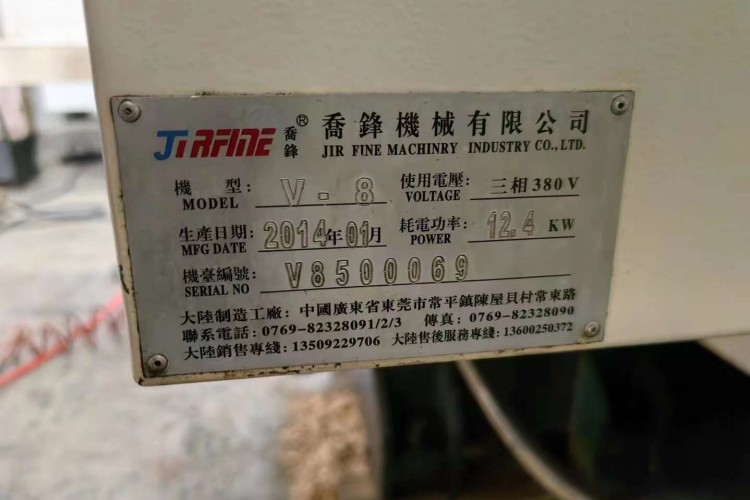 JIRFINE 喬鋒 ® 喬鋒機械有限公司
JIR FINE MACHINRY INDUSTRY CO.,LTD.
機型: V-8 使用電壓: 三相380V
MODEL VOLTAGE
生產日期: 2014年01月 耗電功率: 12.4 KW
MFG DATE POWER
機臺編號: V8500069
SERIAL NO
大陸制造工廠: 中國廣東省東莞市常平鎮陳屋貝村常東路
聯系電話: 0769-82328091/2/3 傳真: 0769-82328090
大陸銷售專綫: 13509229706 大陸售後服務專綫: 13600250372